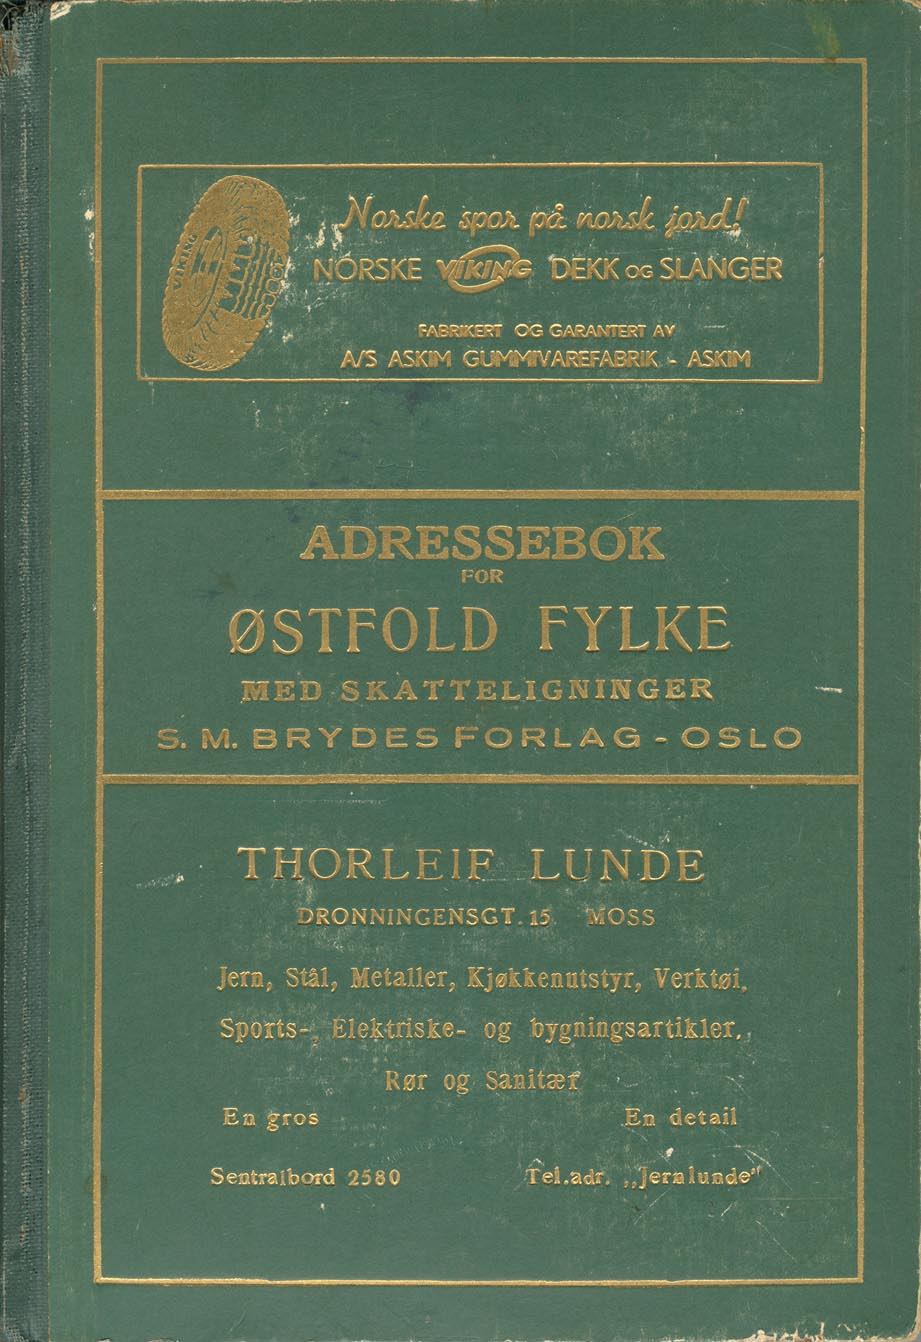 Norske spor på norsk jord!
VIKING
NORSKE VIKING DEKK OG SLANGER
FABRIKERT OG GARANTERT AV
A/S ASKIM GUMMIVAREFABRIK - ASKIM
ADRESSEBOK
FOR
ØSTFOLD FYLKE
MED SKATTELIGNINGER
S. M. BRYDES FORLAG - OSLO
THORLEIF LUNDE
DRONNINGENSGT. 15 MOSS
Jern, Stål, Metaller, Kjøkkenutstyr, Verktøi,
Sports-, Elektriske- og bygningsartikler,
Rør og Sanitær
En gros En detail
Sentralbord 2580 Tel.adr. „Jernlunde"